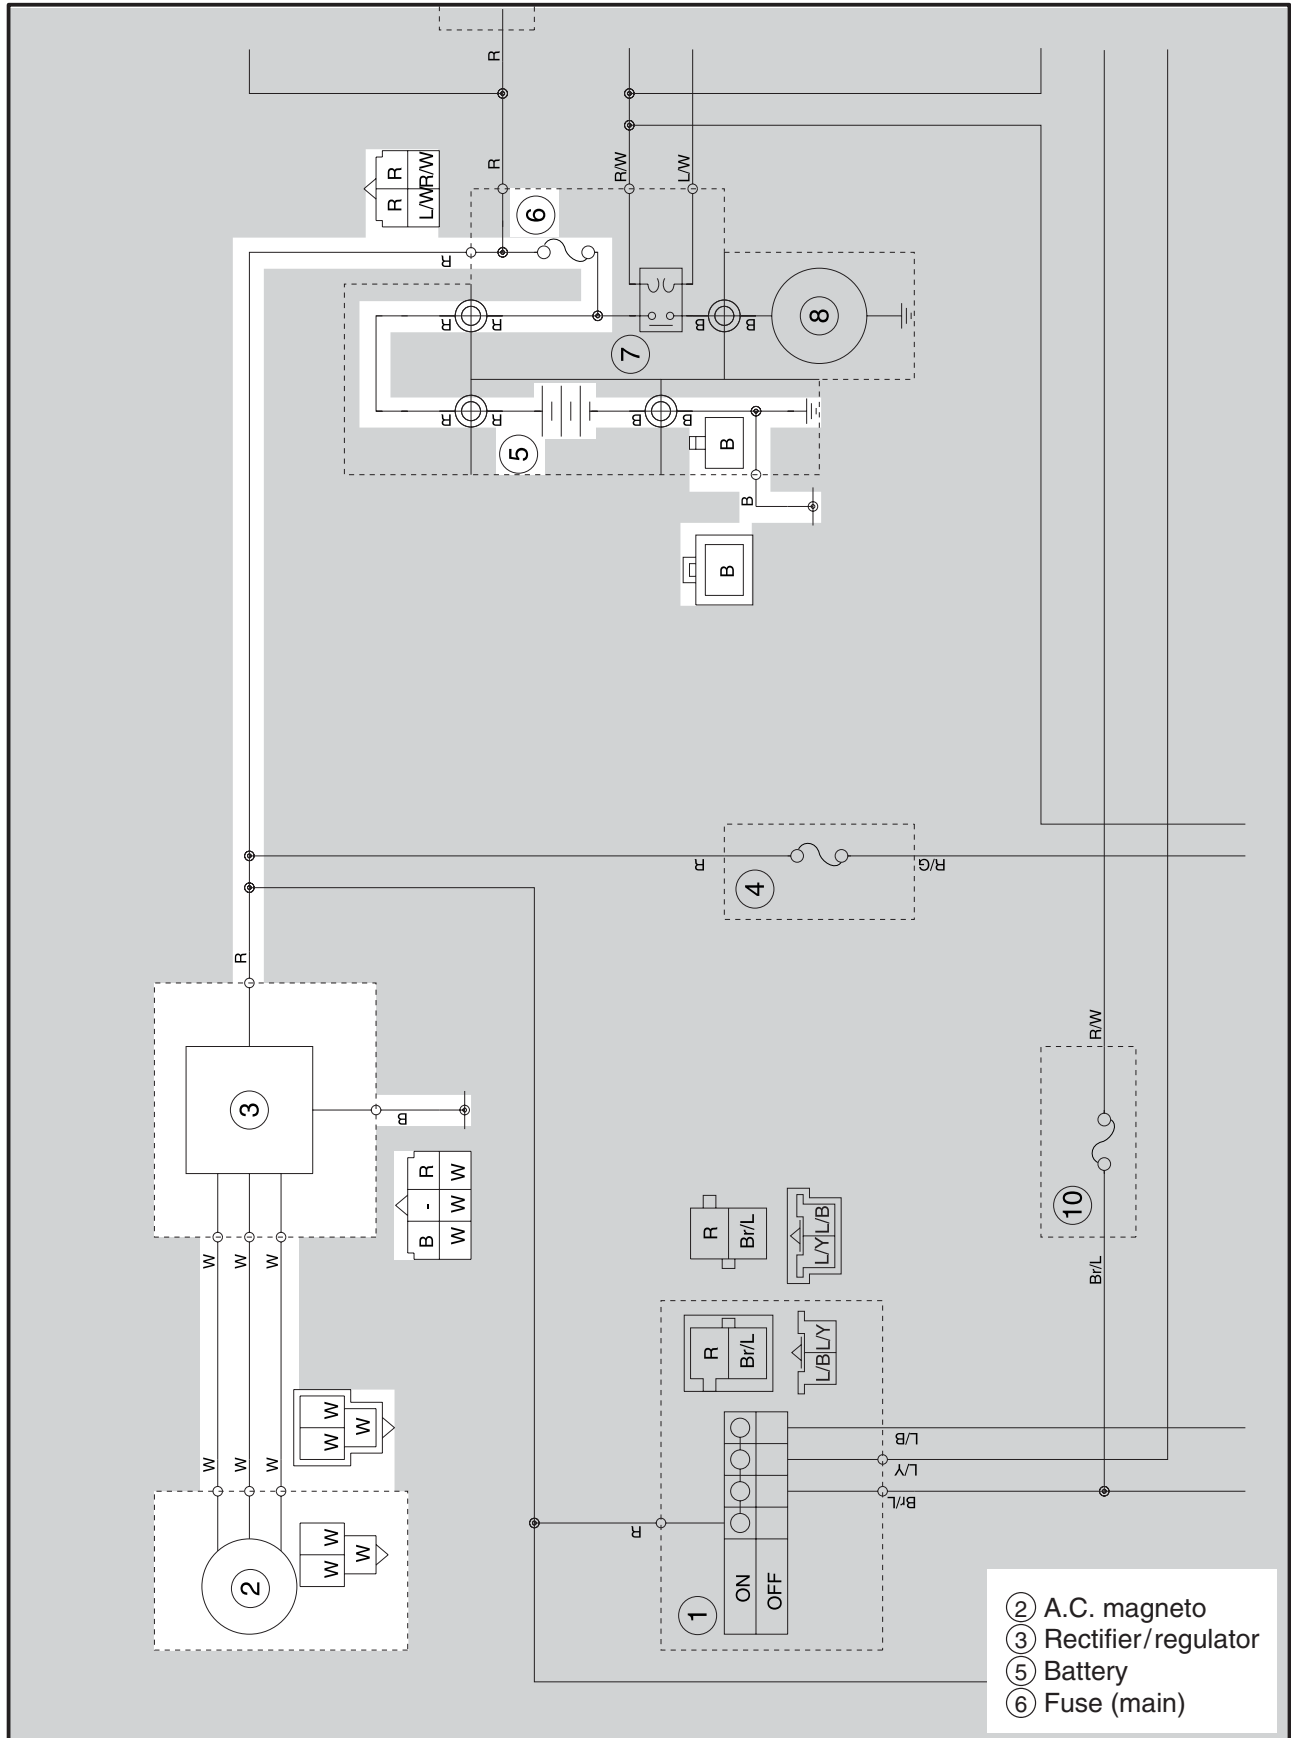 R
R
R/W
L/W
R R
L/W R/W
6
R
R
R
B
B
8
7
R
R
B
B
5
B
B
B
R
R/G
4
R
3
B
R/W
B - R
W W W
10
W
W
W
R
Br/L
L/Y L/B
Br/L
R
Br/L
L/B L/Y
W W
W
W
W
W
L/B
L/Y
Br/L
R
W W
W
2
ON
OFF
1
2 A.C. magneto
3 Rectifier/regulator
5 Battery
6 Fuse (main)